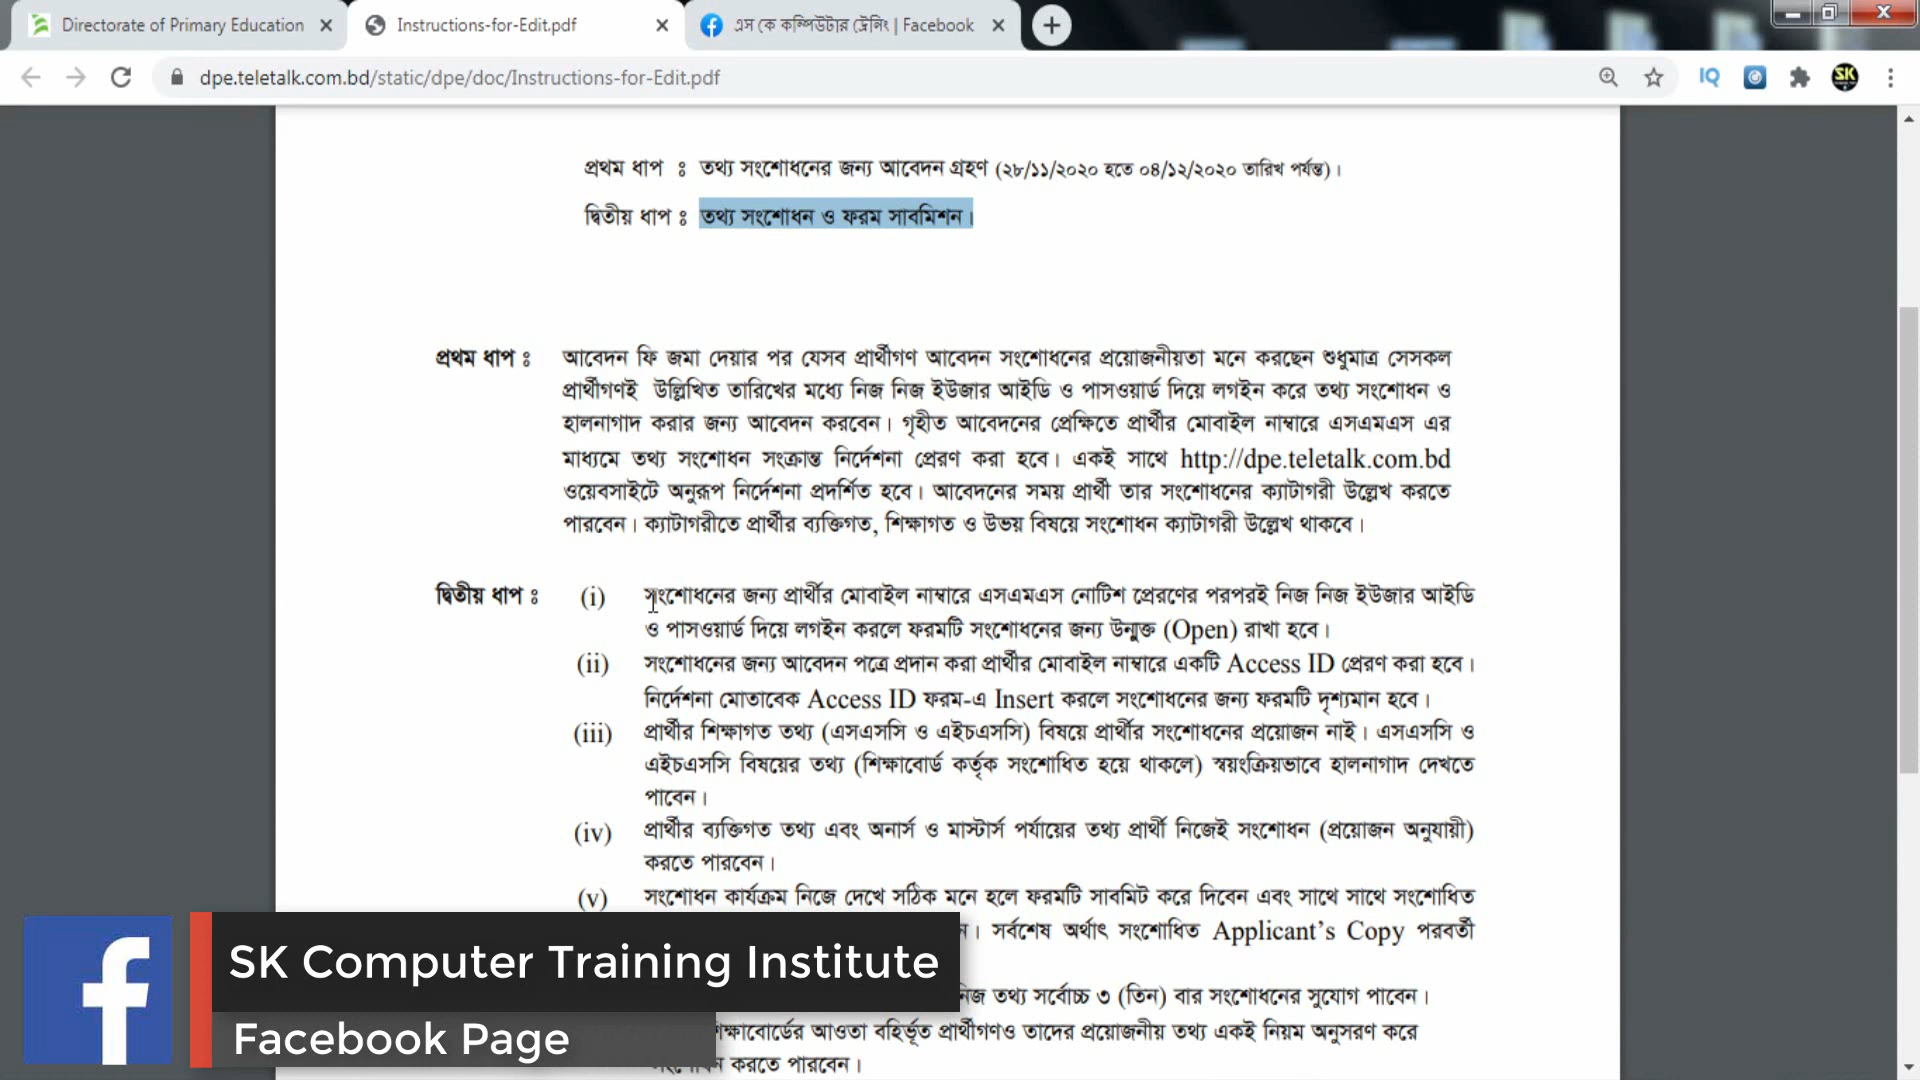 Directorate of Primary Education
Instructions-for-Edit.pdf
এস কে কম্পিউটার ট্রেনিং | Facebook
dpe.teletalk.com.bd/static/dpe/doc/Instructions-for-Edit.pdf
IQ
SK
প্রথম ধাপ ঃ তথ্য সংশোধনের জন্য আবেদন গ্রহণ (২৮/১১/২০২০ হতে ০৪/১২/২০২০ তারিখ পর্যন্ত)।
দ্বিতীয় ধাপ ঃ তথ্য সংশোধন ও ফরম সাবমিশন।
প্রথম ধাপ ঃ আবেদন ফি জমা দেয়ার পর যেসব প্রার্থীগণ আবেদন সংশোধনের প্রয়োজনীয়তা মনে করছেন শুধুমাত্র সেসকল
প্রার্থীগণই উল্লিখিত তারিখের মধ্যে নিজ নিজ ইউজার আইডি ও পাসওয়ার্ড দিয়ে লগইন করে তথ্য সংশোধন ও
হালনাগাদ করার জন্য আবেদন করবেন। গৃহীত আবেদনের প্রেক্ষিতে প্রার্থীর মোবাইল নাম্বারে এসএমএস এর
মাধ্যমে তথ্য সংশোধন সংক্রান্ত নির্দেশনা প্রেরণ করা হবে। একই সাথে http://dpe.teletalk.com.bd
ওয়েবসাইটে অনুরূপ নির্দেশনা প্রদর্শিত হবে। আবেদনের সময় প্রার্থী তার সংশোধনের ক্যাটাগরী উল্লেখ করতে
পারবেন। ক্যাটাগরীতে প্রার্থীর ব্যক্তিগত, শিক্ষাগত ও উভয় বিষয়ে সংশোধন ক্যাটাগরী উল্লেখ থাকবে।
দ্বিতীয় ধাপ ঃ (i) সংশোধনের জন্য প্রার্থীর মোবাইল নাম্বারে এসএমএস নোটিশ প্রেরণের পরপরই নিজ নিজ ইউজার আইডি
ও পাসওয়ার্ড দিয়ে লগইন করলে ফরমটি সংশোধনের জন্য উন্মুক্ত (Open) রাখা হবে।
(ii) সংশোধনের জন্য আবেদন পত্রে প্রদান করা প্রার্থীর মোবাইল নাম্বারে একটি Access ID প্রেরণ করা হবে।
নির্দেশনা মোতাবেক Access ID ফরম-এ Insert করলে সংশোধনের জন্য ফরমটি দৃশ্যমান হবে।
(iii) প্রার্থীর শিক্ষাগত তথ্য (এসএসসি ও এইচএসসি) বিষয়ে প্রার্থীর সংশোধনের প্রয়োজন নাই। এসএসসি ও
এইচএসসি বিষয়ের তথ্য (শিক্ষাবোর্ড কর্তৃক সংশোধিত হয়ে থাকলে) স্বয়ংক্রিয়ভাবে হালনাগাদ দেখতে
পাবেন।
(iv) প্রার্থীর ব্যক্তিগত তথ্য এবং অনার্স ও মাস্টার্স পর্যায়ের তথ্য প্রার্থী নিজেই সংশোধন (প্রয়োজন অনুযায়ী)
করতে পারবেন।
(v) সংশোধন কার্যক্রম নিজে দেখে সঠিক মনে হলে ফরমটি সাবমিট করে দিবেন এবং সাথে সাথে সংশোধিত
ন। সর্বশেষ অর্থাৎ সংশোধিত Applicant's Copy পরবর্তী
নিজ তথ্য সর্বোচ্চ ৩ (তিন) বার সংশোধনের সুযোগ পাবেন।
শিক্ষাবোর্ডের আওতা বহির্ভূত প্রার্থীগণও তাদের প্রয়োজনীয় তথ্য একই নিয়ম অনুসরণ করে
করতে পারবেন।
f
SK Computer Training Institute
Facebook Page